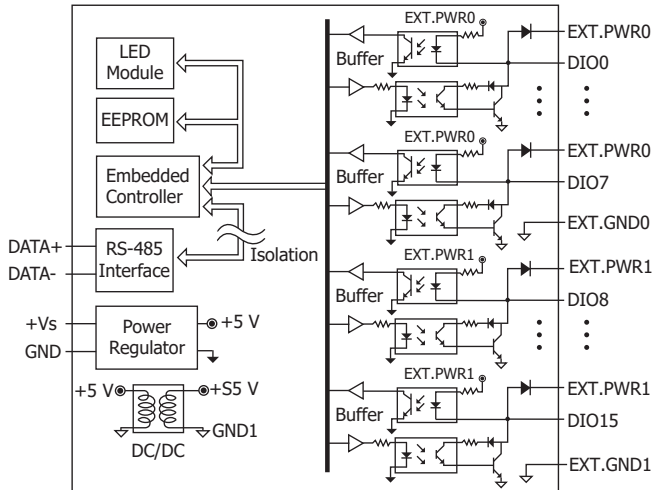 LED
Module
EEPROM
Embedded
Controller
RS-485
Interface
DATA+
DATA-
Isolation
+Vs
GND
Power
Regulator
+5 V
+5 V
+S5 V
GND1
DC/DC
EXT.PWR0
Buffer
EXT.PWR0
DIO0
EXT.PWR0
Buffer
EXT.PWR0
DIO7
EXT.GND0
EXT.PWR1
Buffer
EXT.PWR1
DIO8
EXT.PWR1
Buffer
EXT.PWR1
DIO15
EXT.GND1